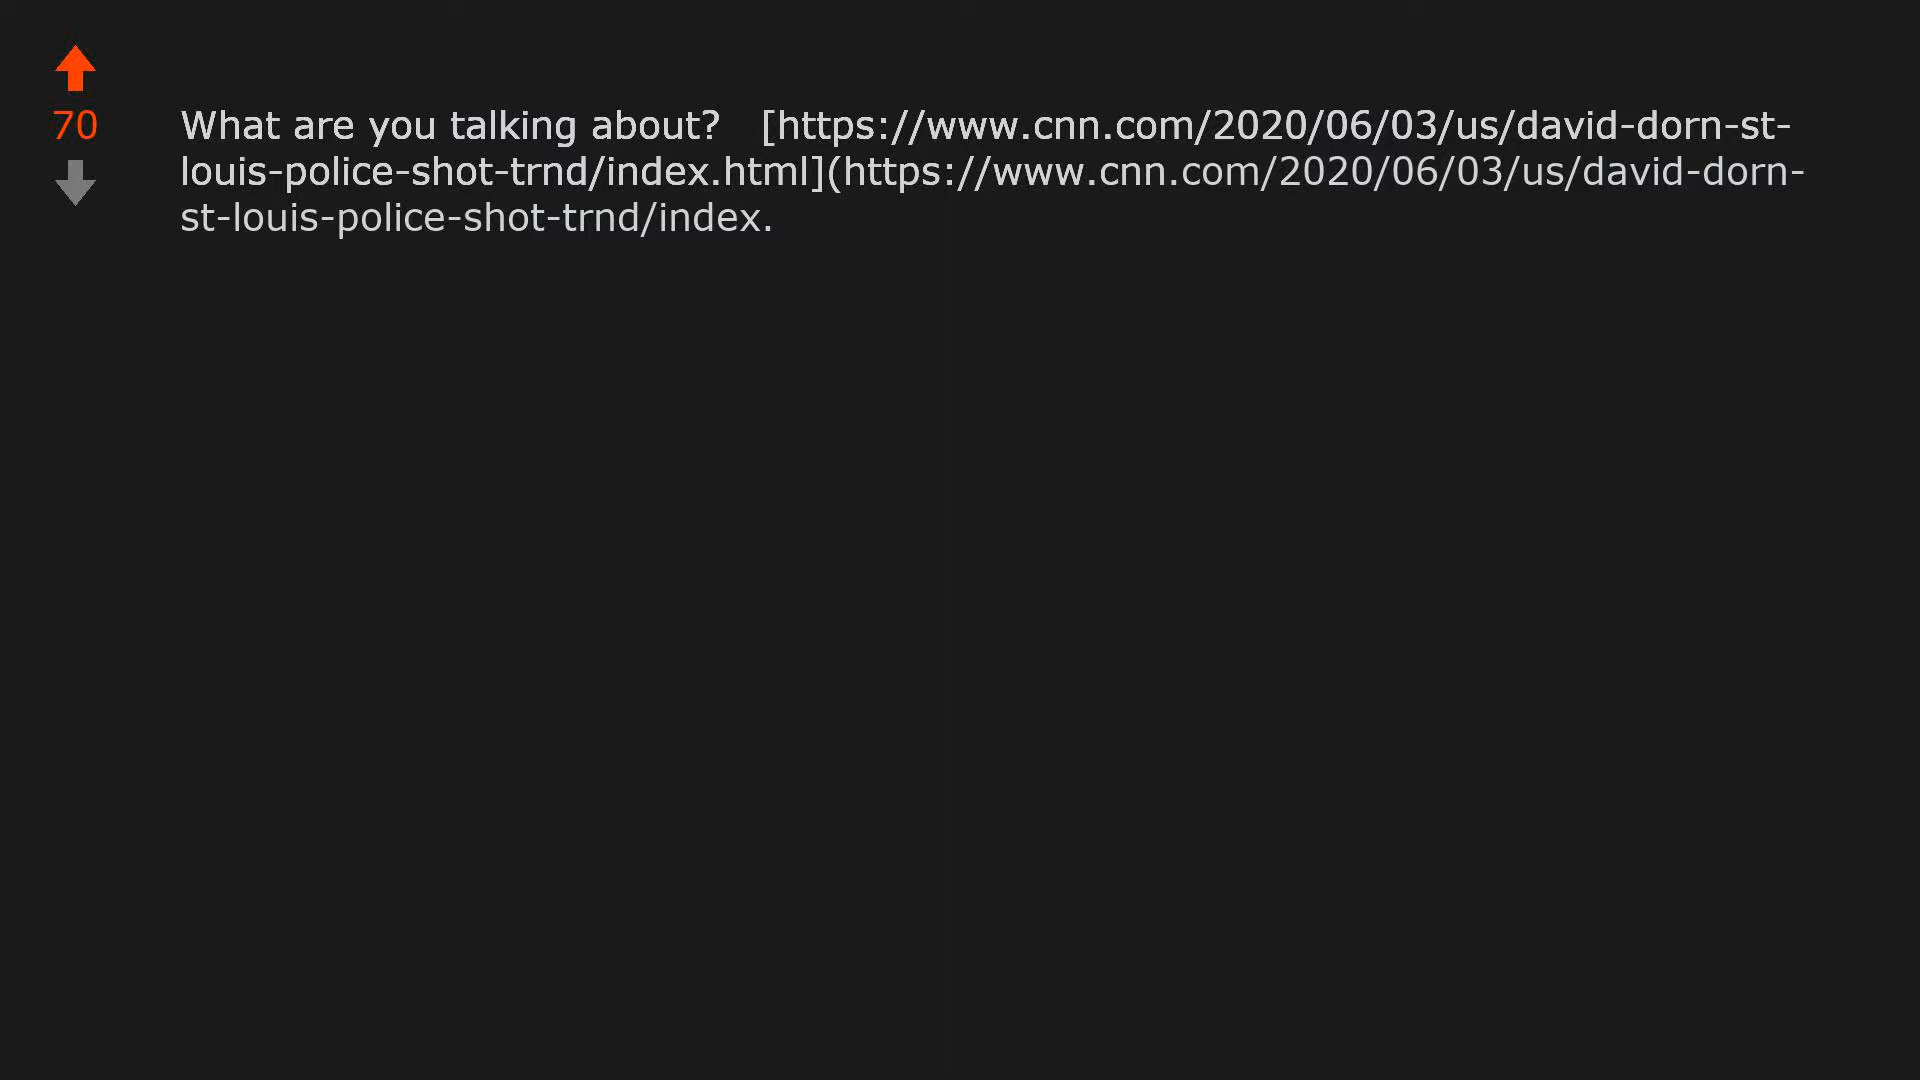 70
What are you talking about?   [https://www.cnn.com/2020/06/03/us/david-dorn-st-
louis-police-shot-trnd/index.html](https://www.cnn.com/2020/06/03/us/david-dorn-
st-louis-police-shot-trnd/index.